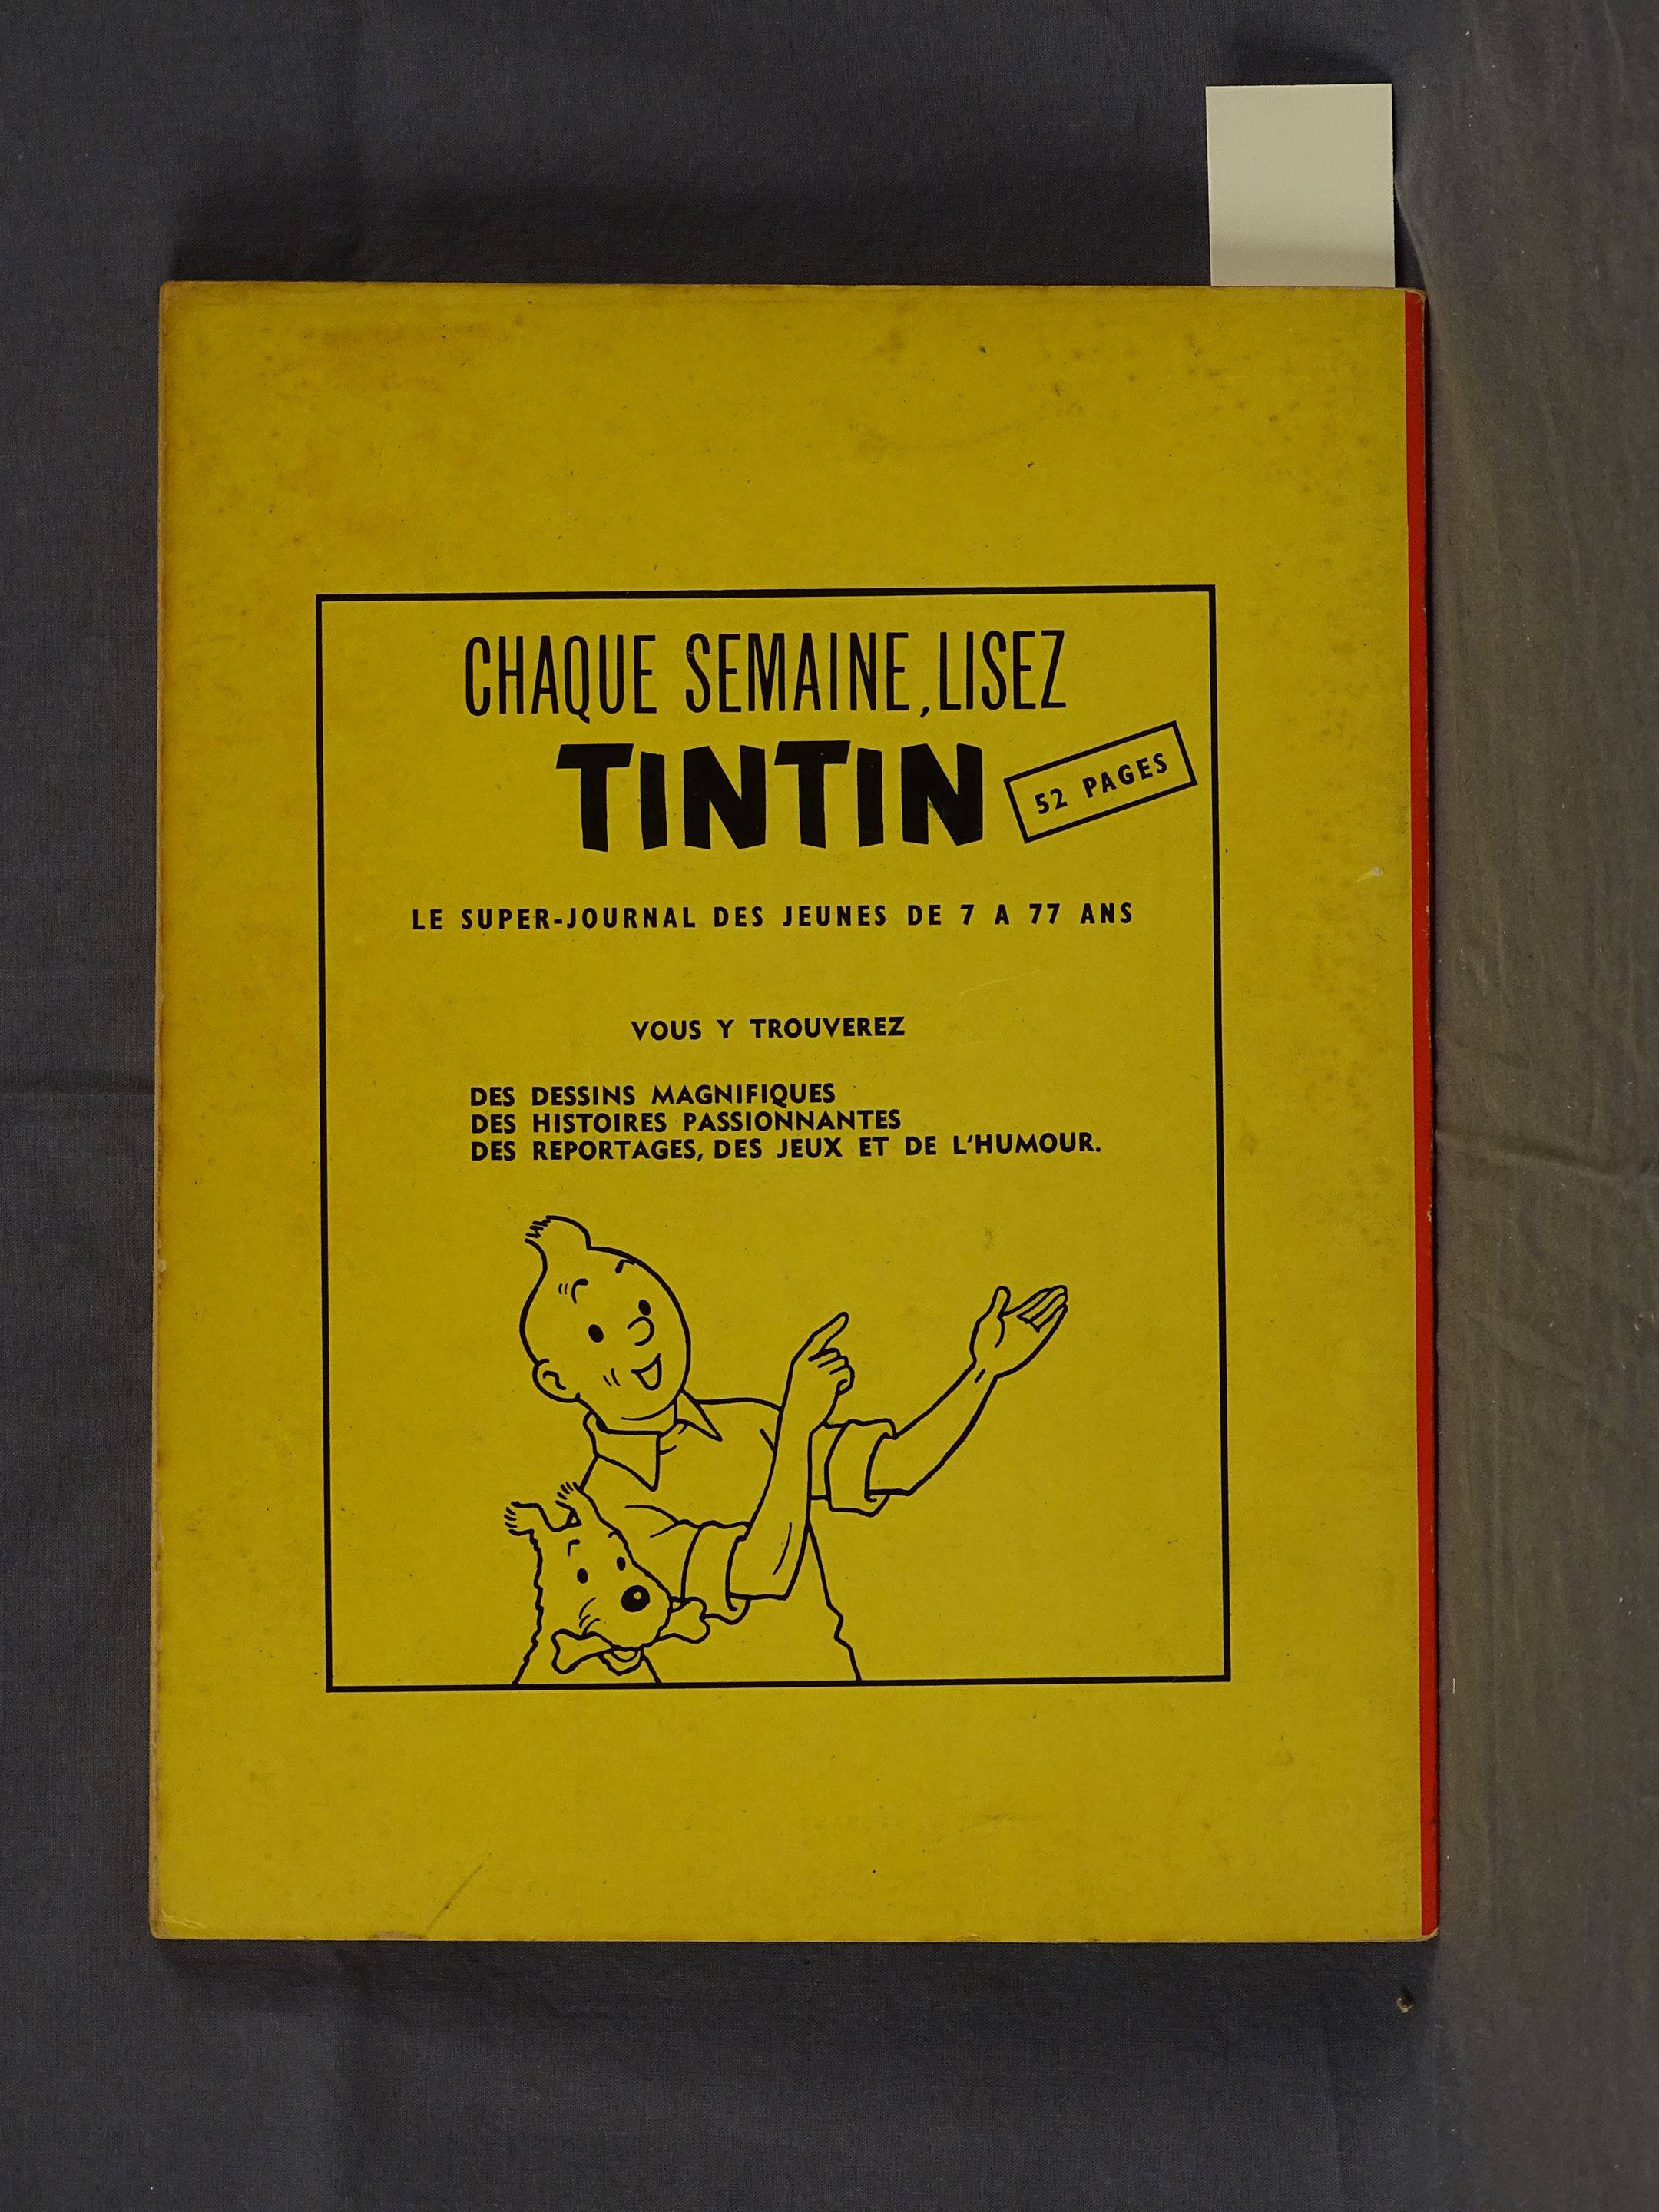 CHAQUE SEMAINE, LISEZ
TINTIN
52 PAGES
LE SUPER-JOURNAL DES JEUNES DE 7 A 77 ANS
VOUS Y TROUVEREZ
DES DESSINS MAGNIFIQUES
DES HISTOIRES PASSIONNANTES
DES REPORTAGES, DES JEUX ET DE L'HUMOUR.